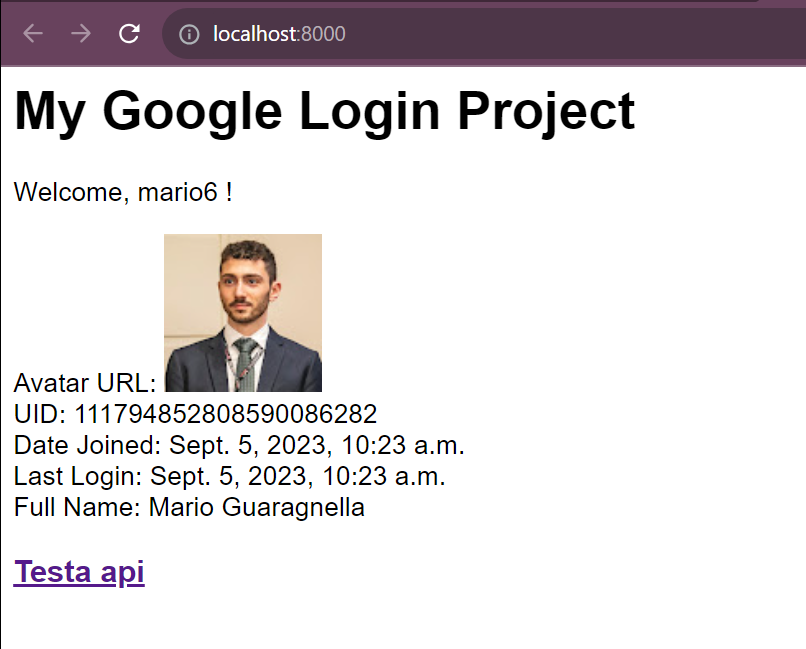 localhost:8000
My Google Login Project
Welcome, mario6 !
Avatar URL:
UID: 111794852808590086282
Date Joined: Sept. 5, 2023, 10:23 a.m.
Last Login: Sept. 5, 2023, 10:23 a.m.
Full Name: Mario Guaragnella
Testa api